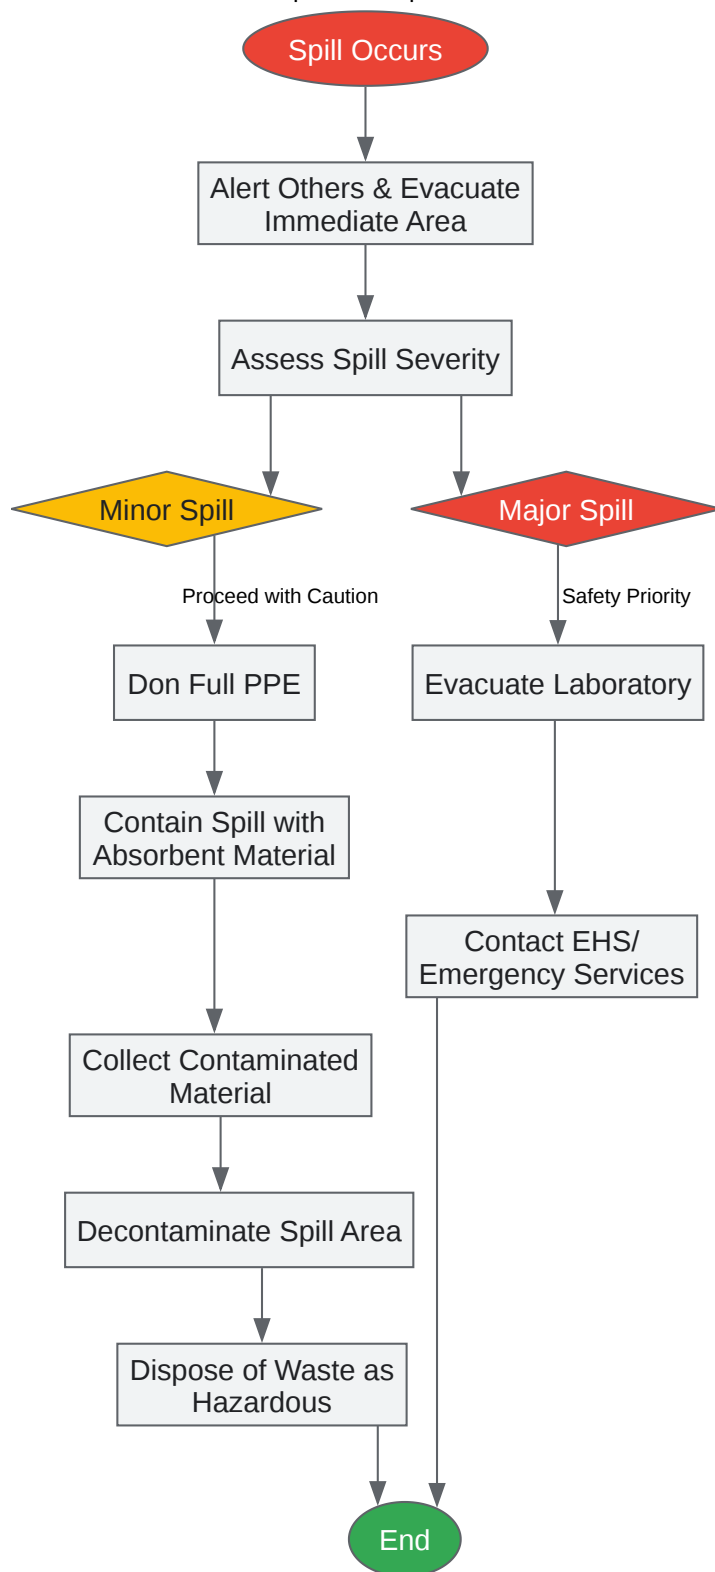 Spill Occurs
Alert Others & Evacuate
Immediate Area
Assess Spill Severity
Minor Spill
Major Spill
Proceed with Caution
Safety Priority
Don Full PPE
Evacuate Laboratory
Contain Spill with
Absorbent Material
Contact EHS/
Emergency Services
Collect Contaminated
Material
Decontaminate Spill Area
Dispose of Waste as
Hazardous
End